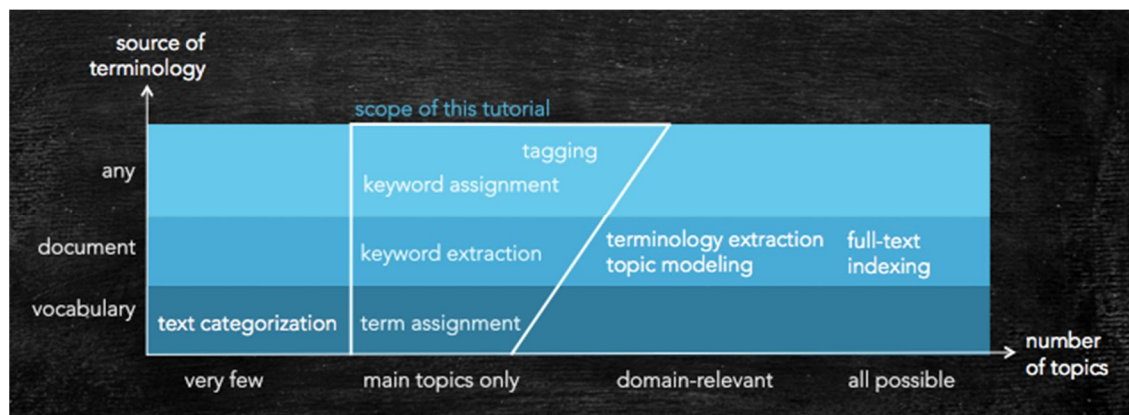 source of
terminology
scope of this tutorial
tagging
any
keyword assignment
document
keyword extraction
terminology extraction
topic modeling
full-text
indexing
vocabulary
text categorization
term assignment
number
of topics
very few
main topics only
domain-relevant
all possible